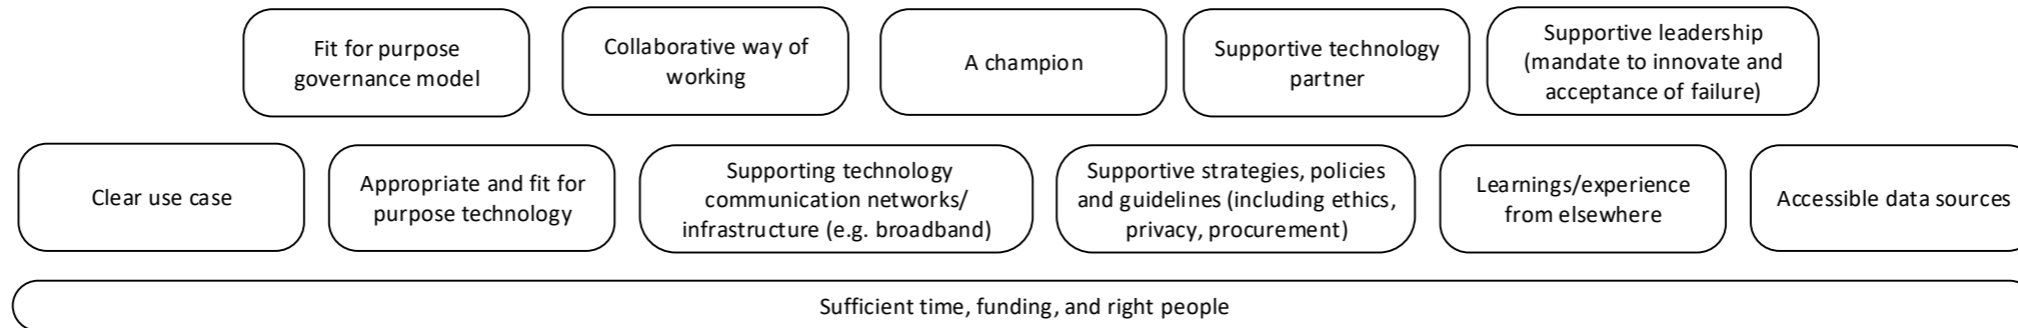 Fit for purpose
governance model
Collaborative way of
working
A champion
Supportive technology
partner
Supportive leadership
(mandate to innovate and
acceptance of failure)
Clear use case
Appropriate and fit for
purpose technology
Supporting technology
communication networks/
infrastructure (e.g. broadband)
Supportive strategies, policies
and guidelines (including ethics,
privacy, procurement)
Learnings/experience
from elsewhere
Accessible data sources
Sufficient time, funding, and right people